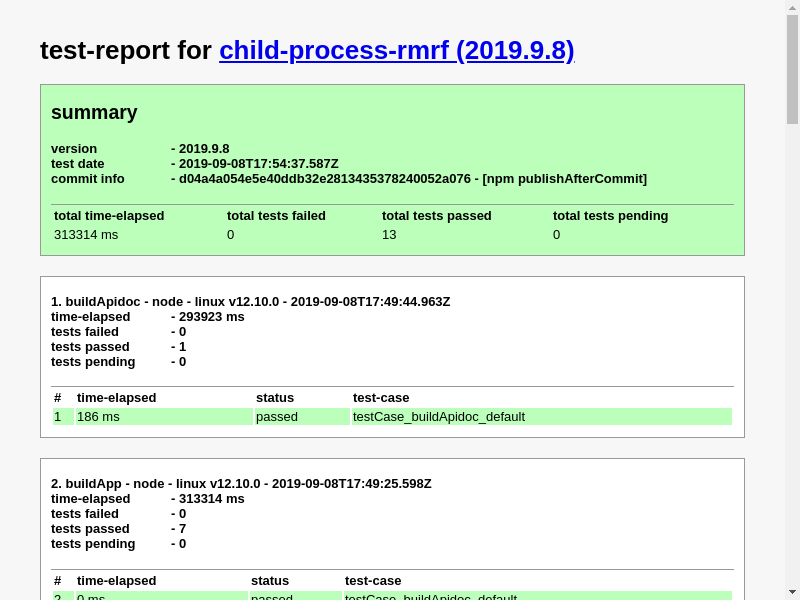 test-report for child-process-rmrf (2019.9.8)
summary
version - 2019.9.8
test date - 2019-09-08T17:54:37.587Z
commit info - d04a4a054e5e40ddb32e2813435378240052a076 - [npm publishAfterCommit]
total time-elapsed total tests failed total tests passed total tests pending
313314 ms 0 13 0
1. buildApidoc - node - linux v12.10.0 - 2019-09-08T17:49:44.963Z
time-elapsed - 293923 ms
tests failed - 0
tests passed - 1
tests pending - 0
# time-elapsed status test-case
1 186 ms passed testCase_buildApidoc_default
2. buildApp - node - linux v12.10.0 - 2019-09-08T17:49:25.598Z
time-elapsed - 313314 ms
tests failed - 0
tests passed - 7
tests pending - 0
# time-elapsed status test-case
2 0 ms passed testCase_buildApidoc_default